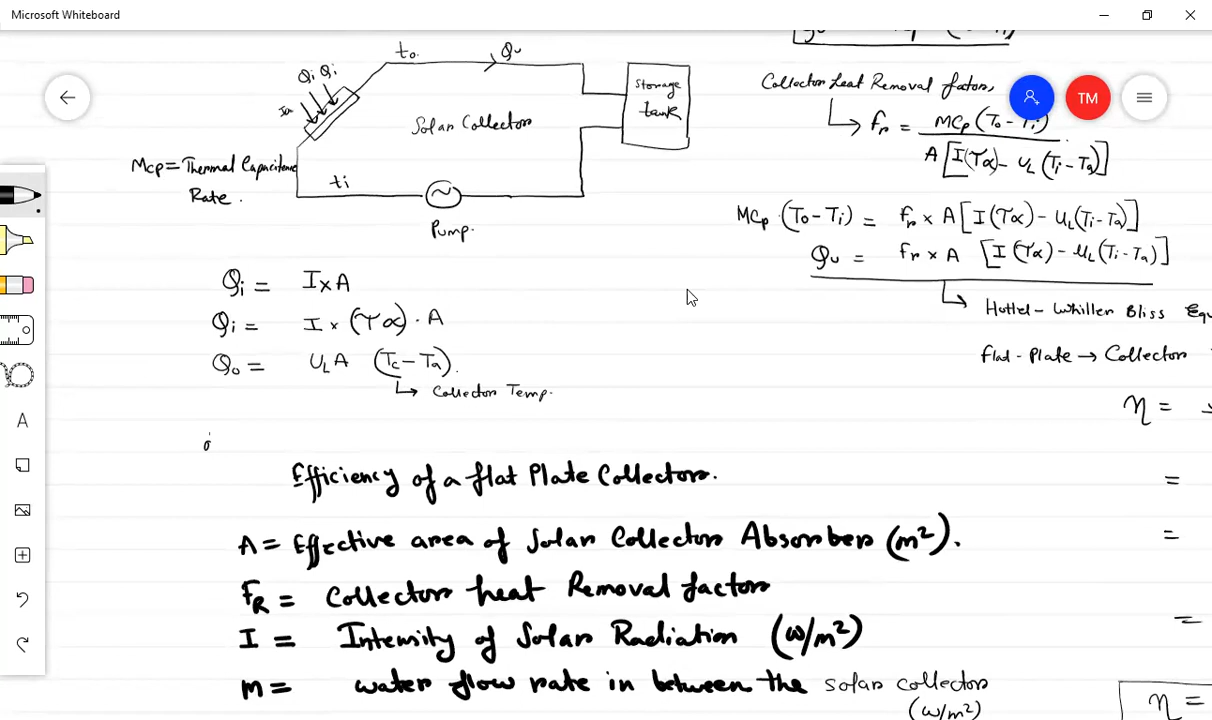 Microsoft Whiteboard
to
Qu
Qi Qi
Ia
Solar Collector
Storage
tank
Mcp = Thermal Capacitance
Rate.
ti
Pump.
Qi = I × A
Qi = I × (τα) · A
Qo = ULA (Tc − Ta).
↳ Collector Temp.
Collector heat Removal factor,
↳ fr = MCp (To − Ti) / A [I(τα) − UL (Ti − Ta)]
TM
MCp (To − Ti) = fr × A [I(τα) − UL(Ti − Ta)]
Qu = fr × A [I(τα) − UL(Ti − Ta)]
↳ Hottel − Whiller Bliss Equ
flat − Plate → Collector
η =
=
=
=
η =
Efficiency of a flat Plate Collector.
A = Effective area of Solar Collector Absorber (m²).
FR = Collector heat Removal factor
I = Intensity of Solar Radiation (w/m²)
m = water flow rate in between the solar collector
(w/m²)
A